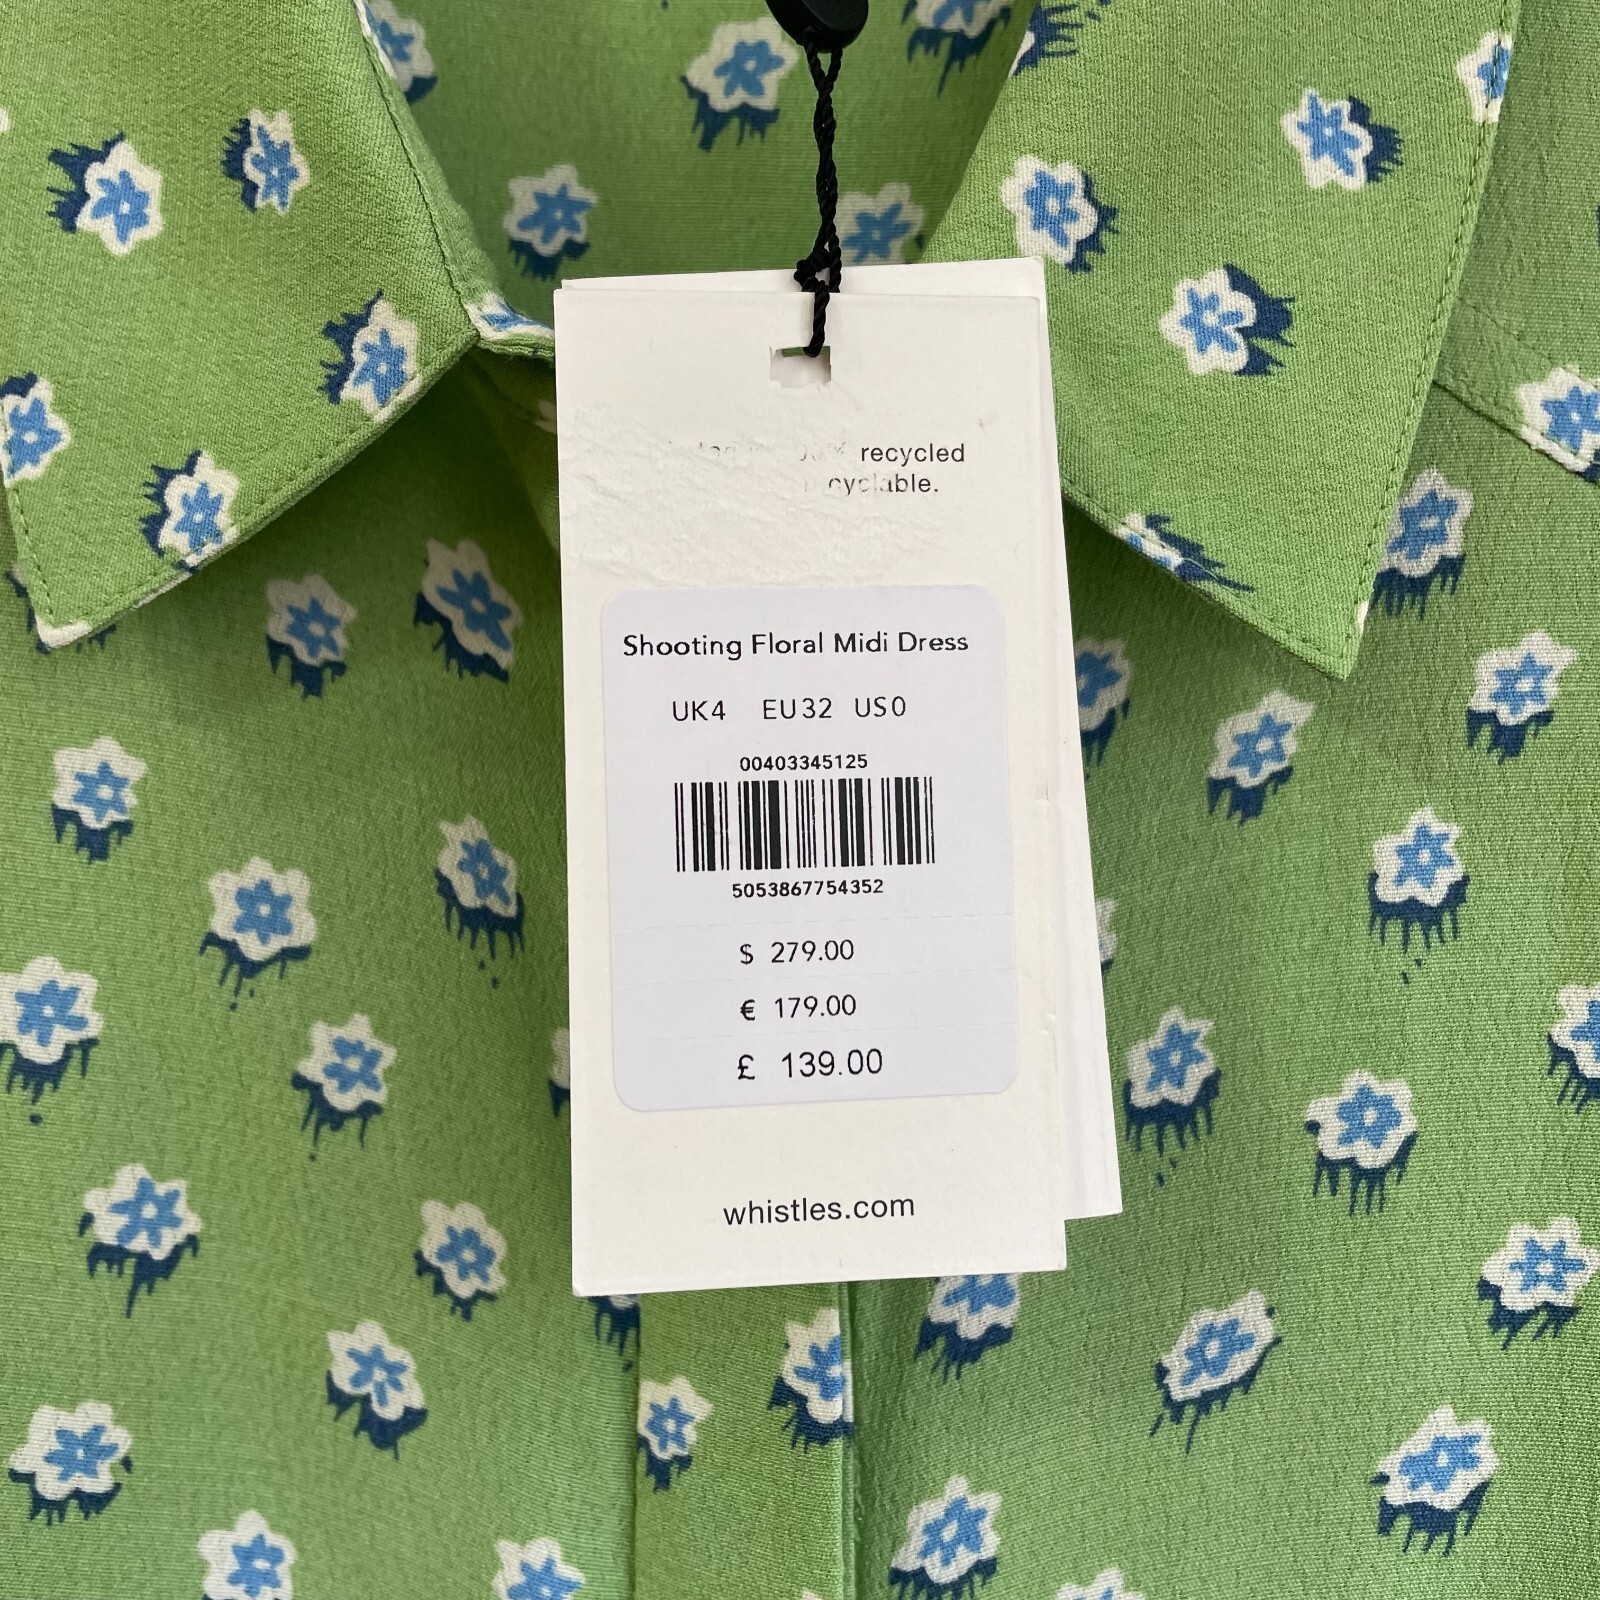 recycled
Shooting Floral Midi Dress
UK4 EU32 US0
00403345125
5053867754352
$ 279.00
€ 179.00
£ 139.00
whistles.com